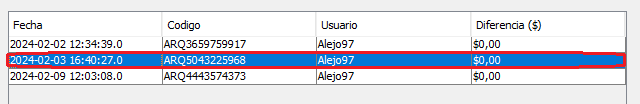 Fecha Codigo Usuario Diferencia ($)
2024-02-02 12:34:39.0 ARQ3659759917 Alejo97 $0,00
2024-02-03 16:40:27.0 ARQ5043225968 Alejo97 $0,00
2024-02-09 12:03:08.0 ARQ4443574373 Alejo97 $0,00